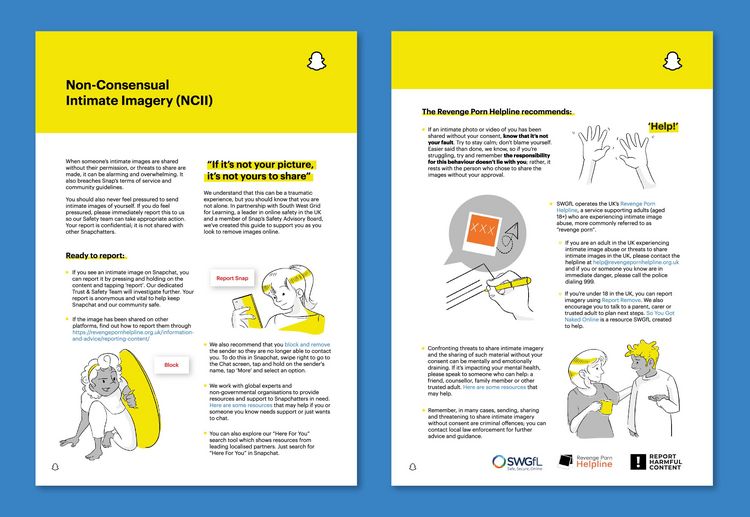 Non-Consensual
Intimate Imagery (NCII)
When someone's intimate images are shared
without their permission, or threats to share are
made, it can be alarming and overwhelming. It
also breaches Snap's terms of service and
community guidelines.
You should also never feel pressured to send
intimate images of yourself. If you do feel
pressured, please immediately report this to us
so our Safety team can take appropriate action.
Your report is confidential, it is not shared with
other Snapchatters.
Ready to report:
If you see an intimate image on Snapchat, you
can report it by pressing and holding on the
content and tapping 'report'. Our dedicated
Trust & Safety Team will investigate further. Your
report is anonymous and vital to help keep
Snapchat and our community safe.
If the image has been shared on other
platforms, find out how to report them through
https://revengepornhelpline.org.uk/information-
and-advice/reporting-content/
Block
"If it's not your picture,
it's not yours to share"
We understand that this can be a traumatic
experience, but you should know that you are
not alone. In partnership with South West Grid
for Learning, a leader in online safety in the UK
and a member of Snap's Safety Advisory Board,
we've created this guide to support you as you
look to remove images online.
Report Snap
We also recommend that you block and remove
the sender so they are no longer able to contact
you. To do this in Snapchat, swipe right to go to
the Chat screen, tap and hold on the sender's
name, tap 'More' and select an option.
We work with global experts and
non-governmental organisations to provide
resources and support to Snapchatters in need.
Here are some resources that may help if you or
someone you know needs support or just wants
to chat.
You can also explore our "Here For You"
search tool which shows resources from
leading localised partners. Just search for
"Here For You" in Snapchat.
The Revenge Porn Helpline recommends:
If an intimate photo or video of you has been
shared without your consent, know that it's not
your fault. Try to stay calm, don't blame yourself.
Easier said than done, we know, so if you're
struggling, try and remember the responsibility
for this behaviour doesn't lie with you, rather, it
rests with the person who chose to share the
images without your approval.
XXX
Confronting threats to share intimate imagery
and the sharing of such material without your
consent can be mentally and emotionally
draining. If it's impacting your mental health,
please speak to someone who can help: a
friend, counsellor, family member or other
trusted adult. Here are some resources that
may help.
Remember, in many cases, sending, sharing
and threatening to share intimate imagery
without consent are criminal offences; you can
contact local law enforcement for further
advice and guidance.
'Help!'
SWGfL operates the UK's Revenge Porn
Helpline, a service supporting adults (aged
18+) who are experiencing intimate image
abuse, more commonly referred to as
"revenge porn".
If you are an adult in the UK experiencing
intimate image abuse or threats to share
intimate images in the UK, please contact the
helpline at help@revengepornhelpline.org.uk
and if you or someone you know are in
immediate danger, please call the police
dialing 999.
If you're under 18 in the UK, you can report
imagery using Report Remove. We also
encourage you to talk to a parent, carer or
trusted adult to plan next steps. So You Got
Naked Online is a resource SWGfL created
to help.
SWGfL
Safe, Secure, Online
Revenge Porn
Helpline
REPORT
HARMFUL
CONTENT